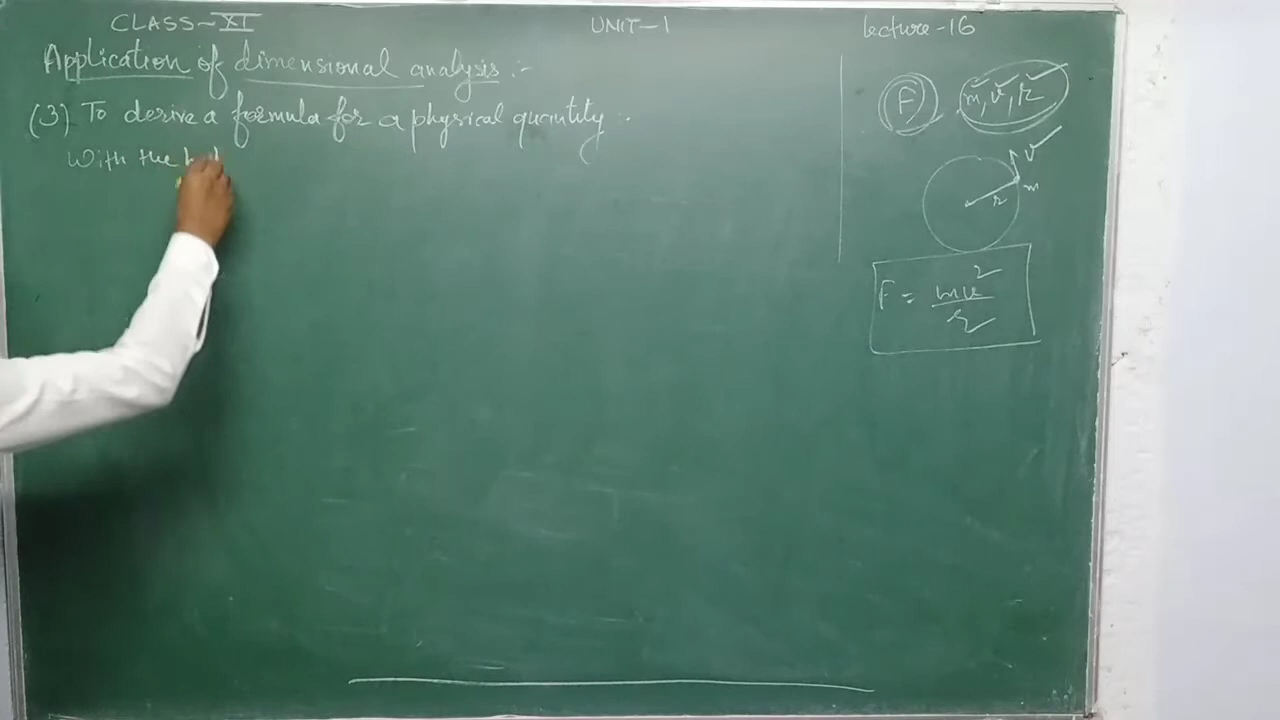 CLASS-XI
UNIT-1
Lecture-16
Application of dimensional analysis :-
(3) To derive a formula for a physical quantity :-
With the
F
m, v, r
v
m
r
F = mv²/r